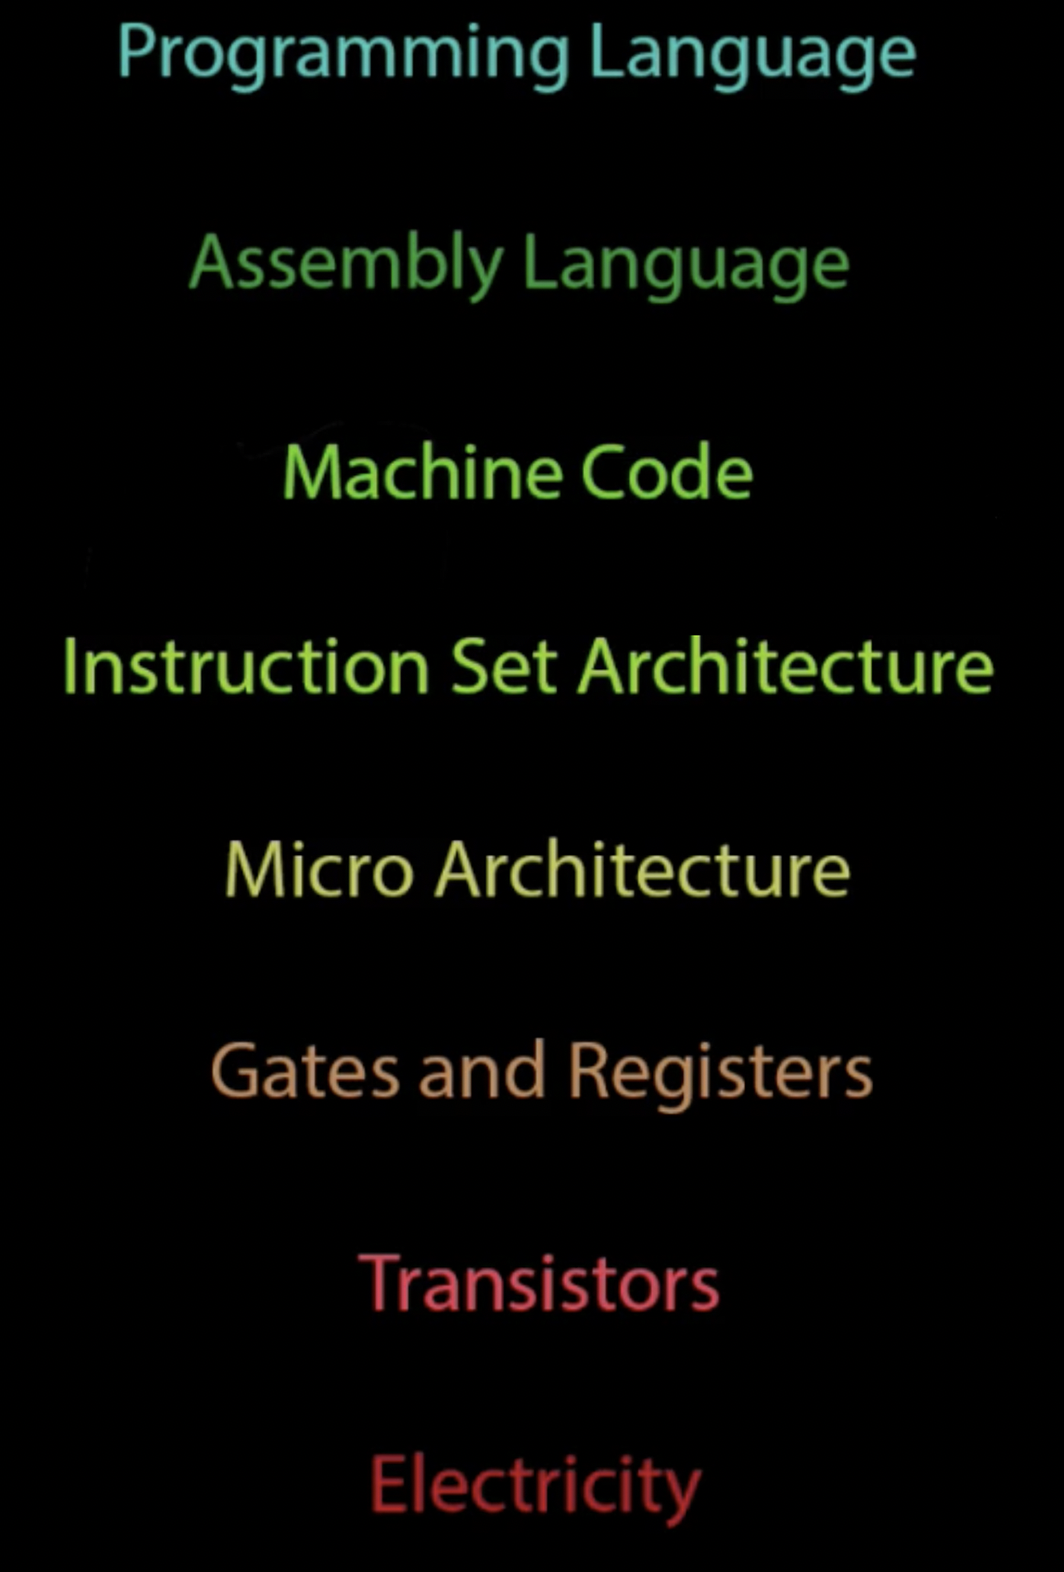 Programming Language
Assembly Language
Machine Code
Instruction Set Architecture
Micro Architecture
Gates and Registers
Transistors
Electricity